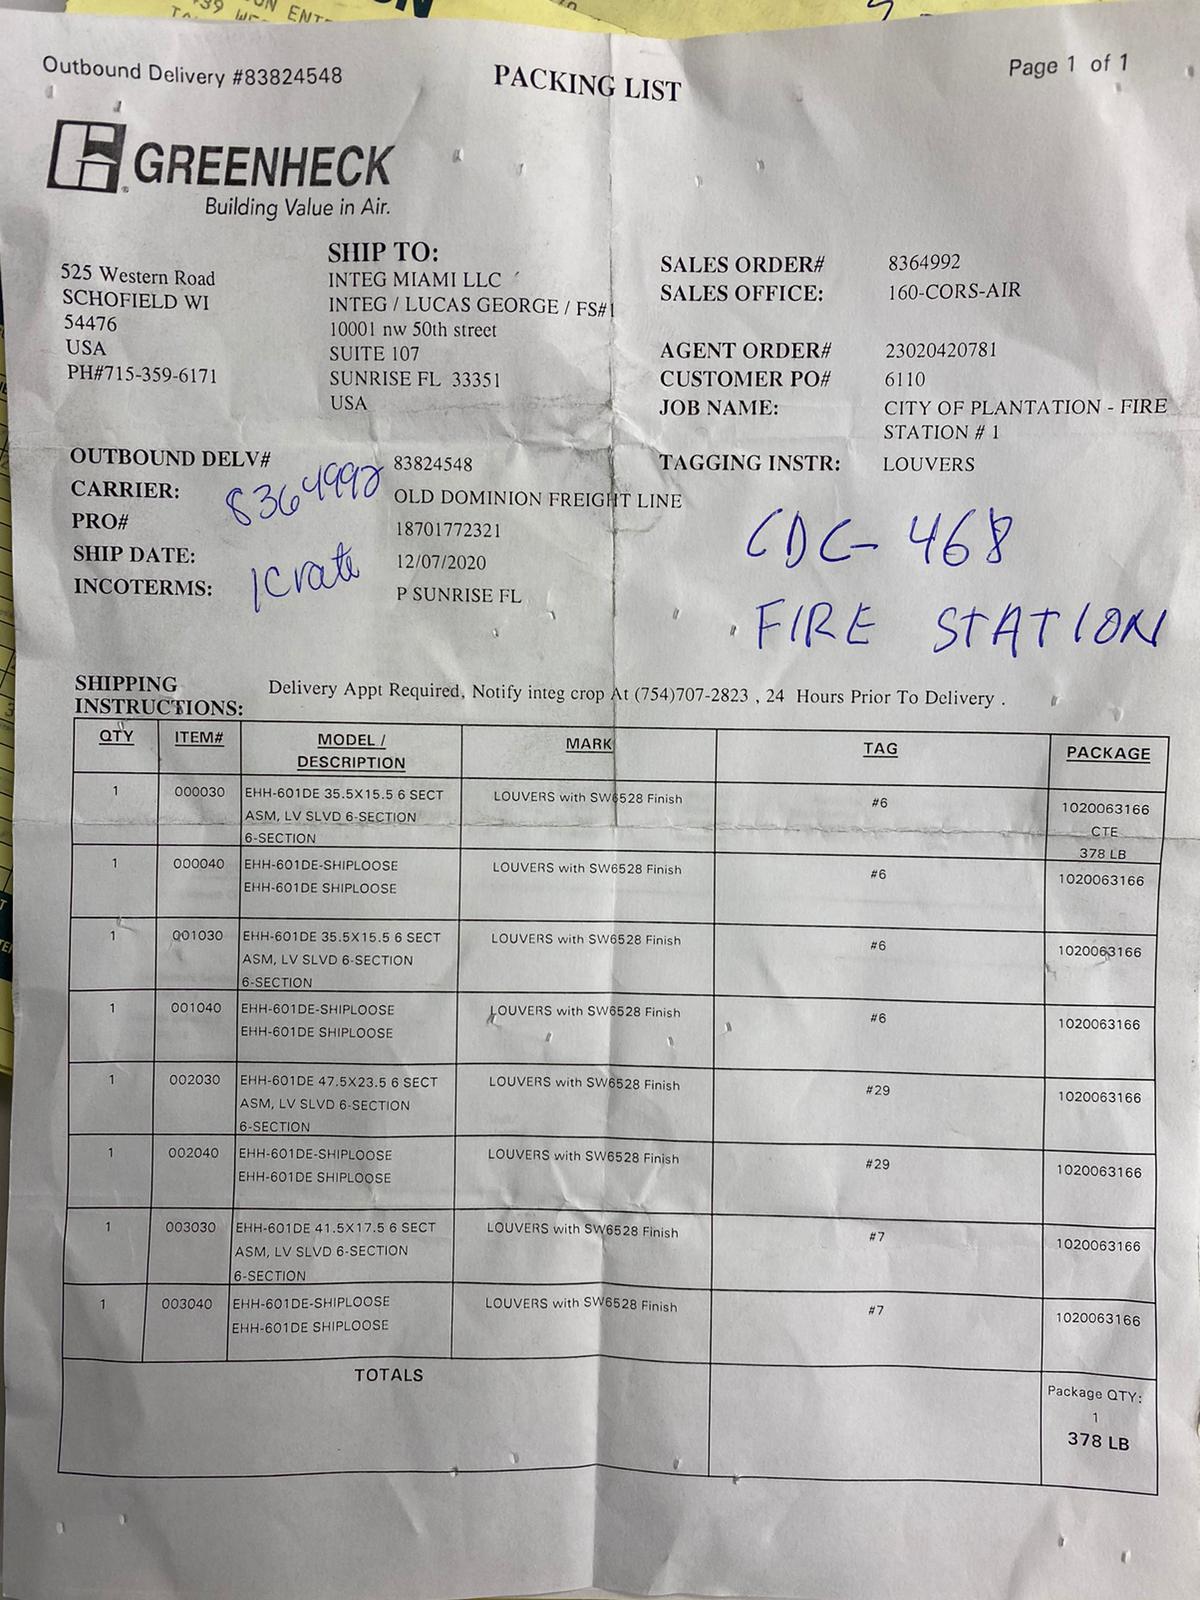 Outbound Delivery #83824548
PACKING LIST
Page 1 of 1
GREENHECK
Building Value in Air.
525 Western Road
SCHOFIELD WI
54476
USA
PH#715-359-6171
SHIP TO:
INTEG MIAMI LLC
INTEG / LUCAS GEORGE / FS#1
10001 nw 50th street
SUITE 107
SUNRISE FL 33351
USA
SALES ORDER# 8364992
SALES OFFICE: 160-CORS-AIR
AGENT ORDER# 23020420781
CUSTOMER PO# 6110
JOB NAME: CITY OF PLANTATION - FIRE
STATION # 1
TAGGING INSTR: LOUVERS
OUTBOUND DELV# 83824548
CARRIER: OLD DOMINION FREIGHT LINE
PRO# 18701772321
SHIP DATE: 12/07/2020
INCOTERMS: P SUNRISE FL
8364992
1 Crate
CDC-468
FIRE STATION
SHIPPING
INSTRUCTIONS:
Delivery Appt Required, Notify integ crop At (754)707-2823 , 24 Hours Prior To Delivery .
QTY ITEM# MODEL / DESCRIPTION MARK TAG PACKAGE
1 000030 EHH-601DE 35.5X15.5 6 SECT LOUVERS with SW6528 Finish #6 1020063166
ASM, LV SLVD 6-SECTION CTE
6-SECTION 378 LB
1 000040 EHH-601DE-SHIPLOOSE LOUVERS with SW6528 Finish #6 1020063166
EHH-601DE SHIPLOOSE
1 001030 EHH-601DE 35.5X15.5 6 SECT LOUVERS with SW6528 Finish #6 1020063166
ASM, LV SLVD 6-SECTION
6-SECTION
1 001040 EHH-601DE-SHIPLOOSE LOUVERS with SW6528 Finish #6 1020063166
EHH-601DE SHIPLOOSE
1 002030 EHH-601DE 47.5X23.5 6 SECT LOUVERS with SW6528 Finish #29 1020063166
ASM, LV SLVD 6-SECTION
6-SECTION
1 002040 EHH-601DE-SHIPLOOSE LOUVERS with SW6528 Finish #29 1020063166
EHH-601DE SHIPLOOSE
1 003030 EHH-601DE 41.5X17.5 6 SECT LOUVERS with SW6528 Finish #7 1020063166
ASM, LV SLVD 6-SECTION
6-SECTION
1 003040 EHH-601DE-SHIPLOOSE LOUVERS with SW6528 Finish #7 1020063166
EHH-601DE SHIPLOOSE
TOTALS
Package QTY:
1
378 LB